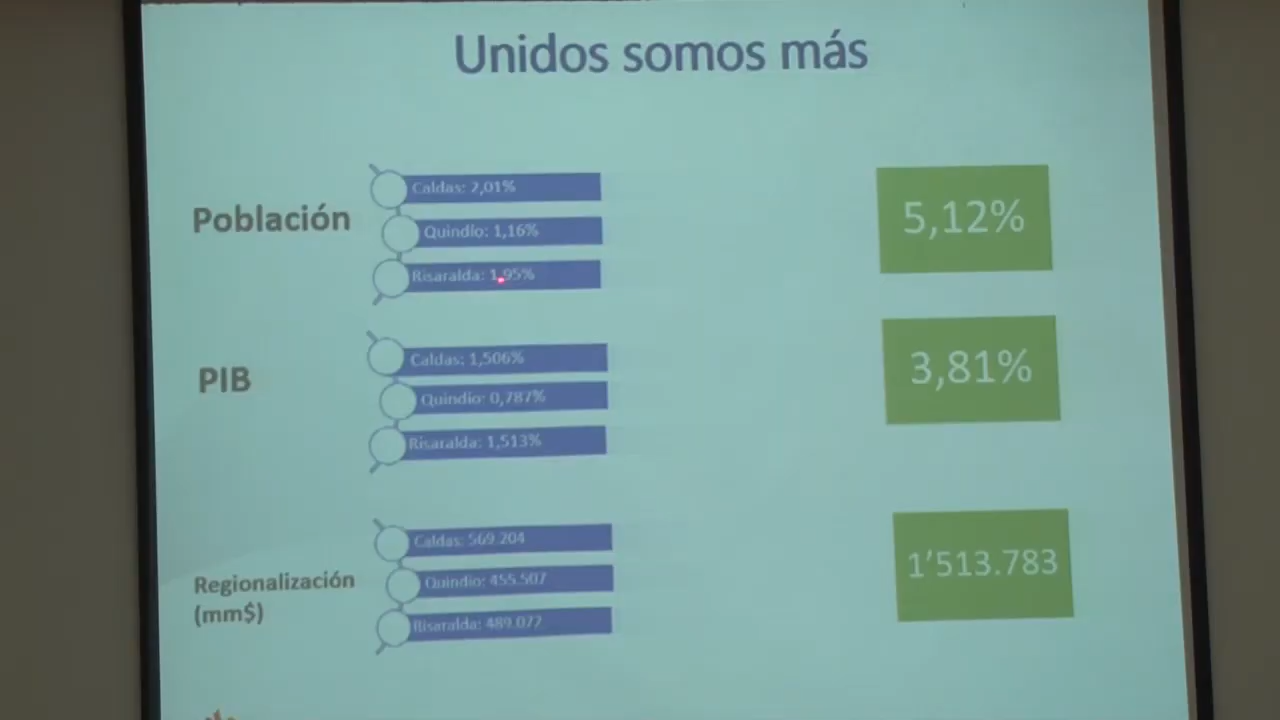 Unidos somos más
Población
Caldas: 2,01%
Quindío: 1,16%
Risaralda: 1,95%
5,12%
PIB
Caldas: 1,506%
Quindío: 0,787%
Risaralda: 1,513%
3,81%
Regionalización
(mm$)
Caldas: 569.204
Quindío: 455.507
Risaralda: 489.072
1’513.783